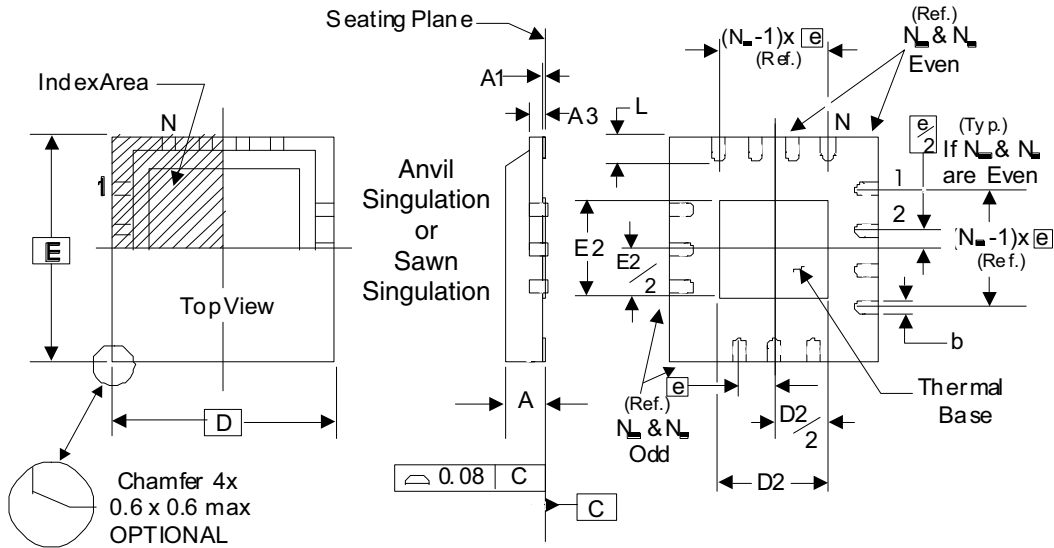 Seating Plane
(Ref.)
N & N
Even
(N -1)x e
(Ref.)
Index Area
A1
A3
L
N
N
e/2
(Typ.)
If N & N
are Even
1
1
2
(N -1)x e
(Ref.)
Anvil
Singulation
or
Sawn
Singulation
E
E2
E2/2
Top View
b
Thermal
Base
A
(Ref.)
N & N
Odd
e
D2/2
D2
D
0.08 C
C
Chamfer 4x
0.6 x 0.6 max
OPTIONAL